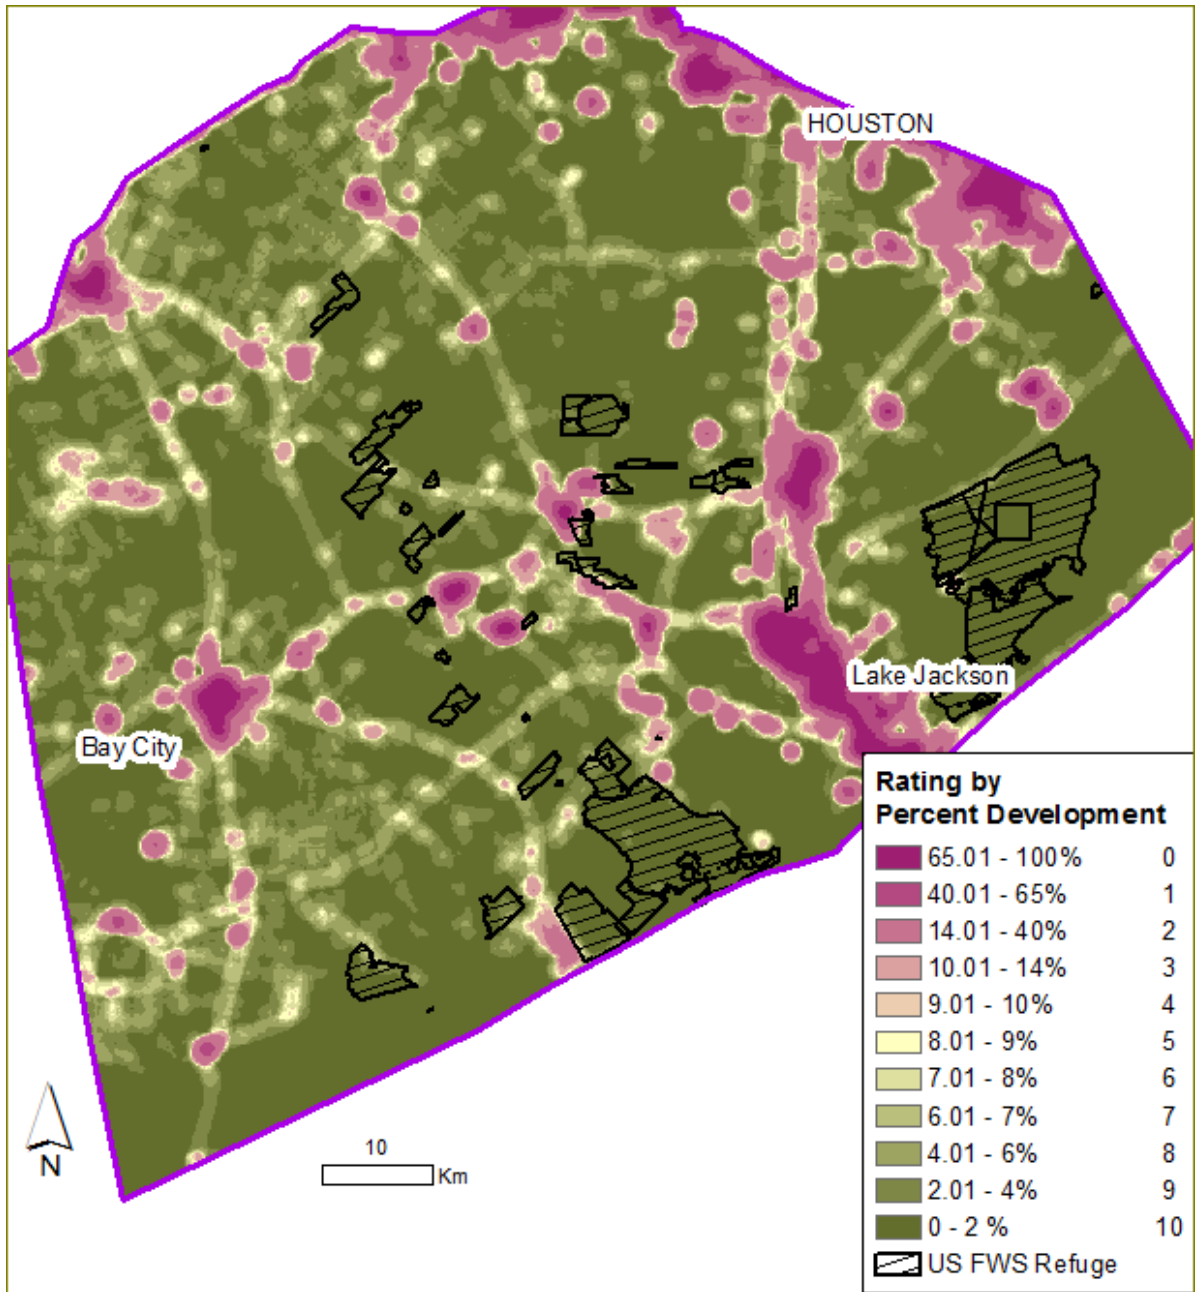 HOUSTON
Lake Jackson
Bay City
Rating by
Percent Development
65.01 - 100% 0
40.01 - 65% 1
14.01 - 40% 2
10.01 - 14% 3
9.01 - 10% 4
8.01 - 9% 5
7.01 - 8% 6
6.01 - 7% 7
4.01 - 6% 8
2.01 - 4% 9
0 - 2 % 10
US FWS Refuge
N
10
Km